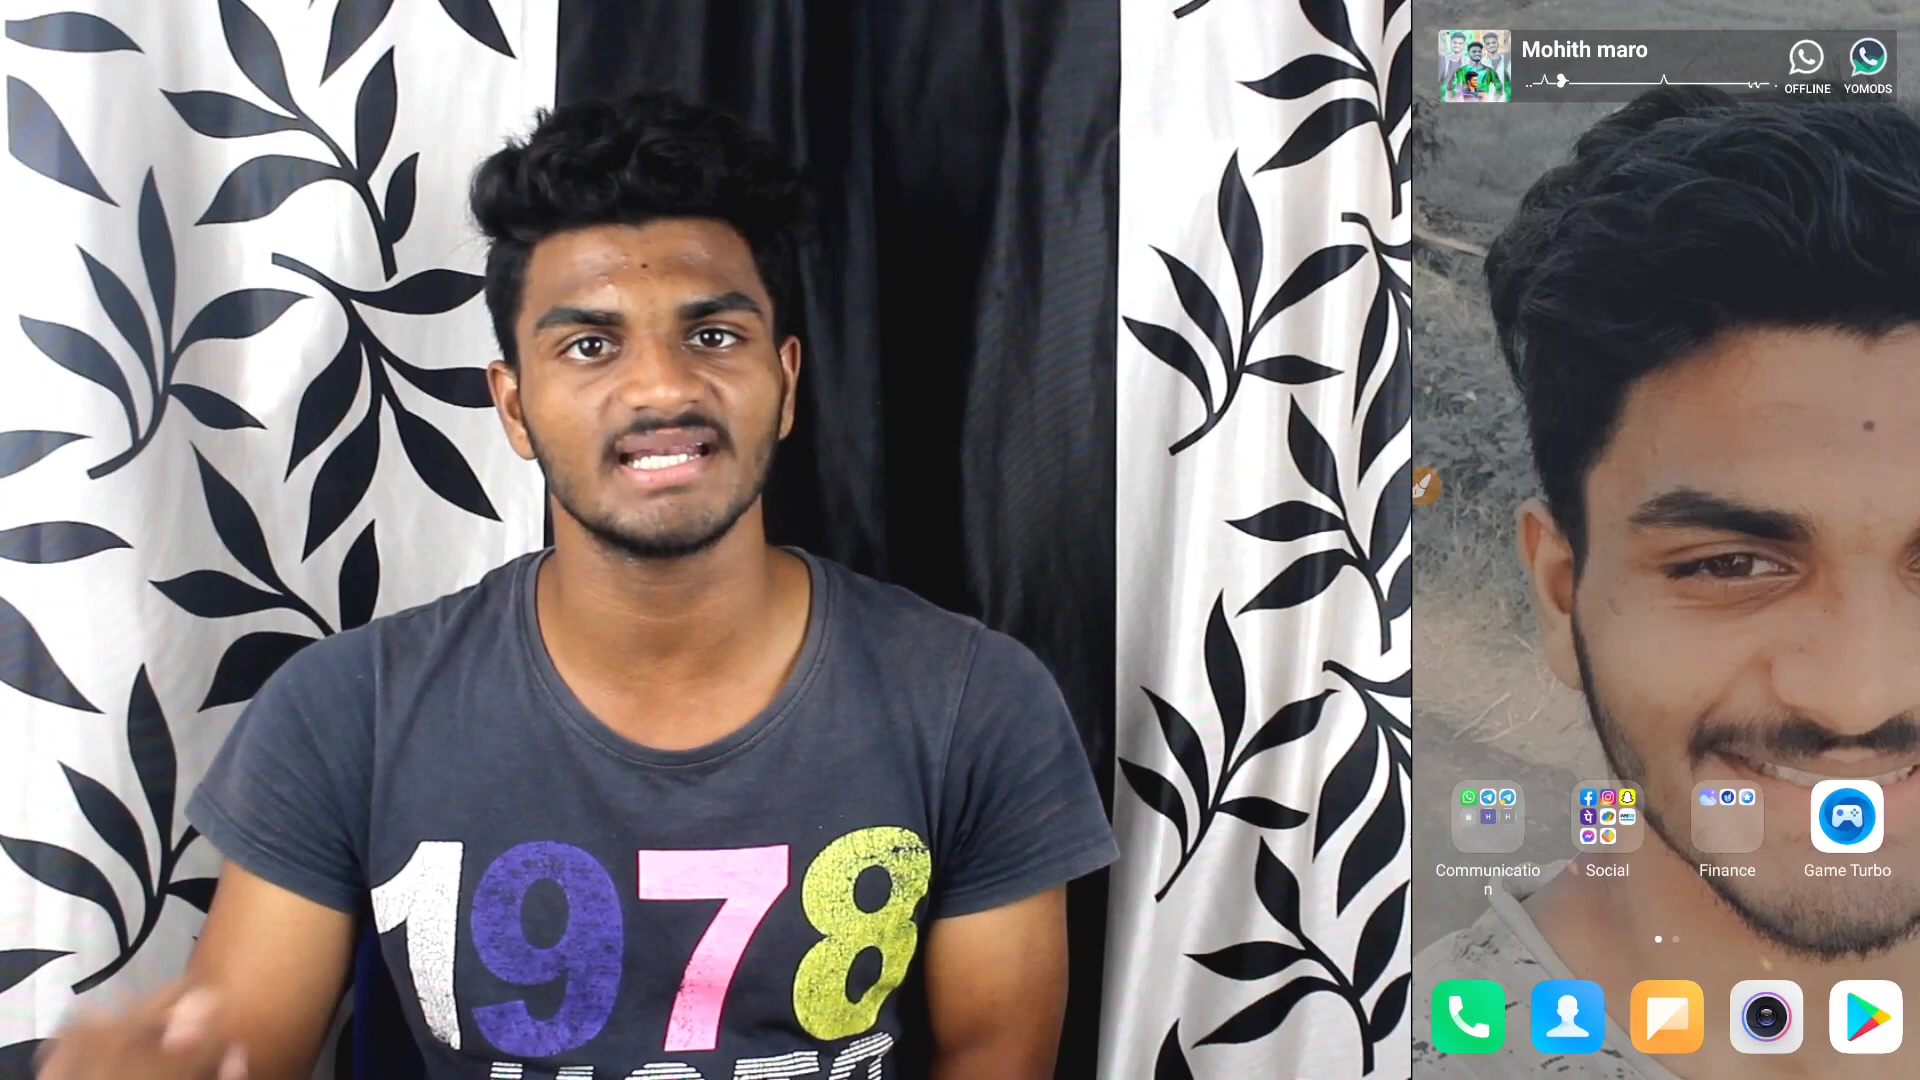 Mohith maro
OFFLINE
YOMODS
Communicatio
n
Social
Finance
Game Turbo
1978